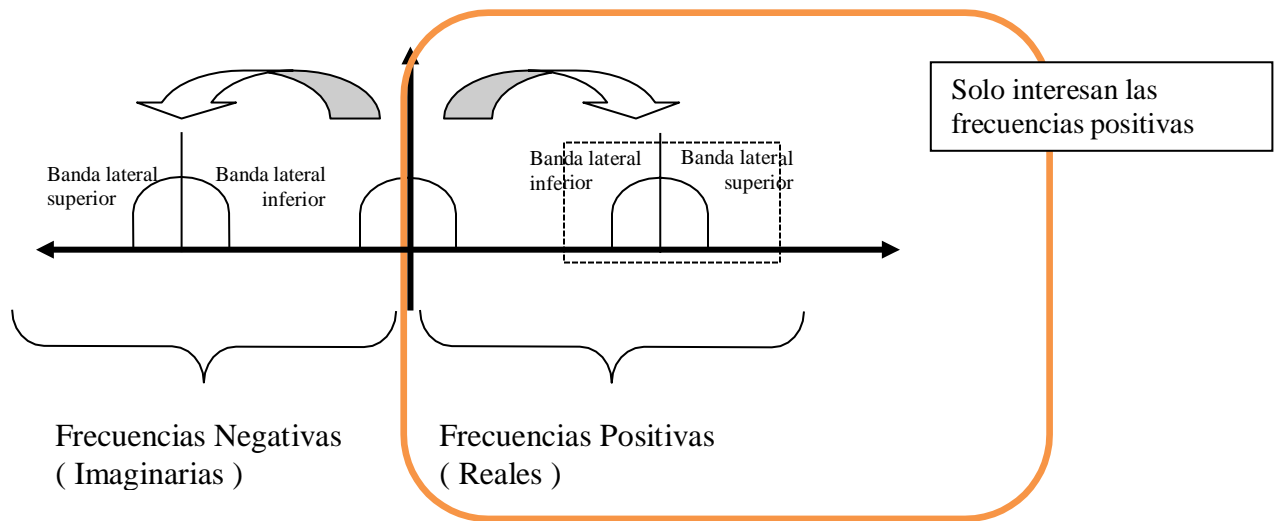 Solo interesan las
frecuencias positivas
Banda lateral
superior
Banda lateral
inferior
Banda lateral
inferior
Banda lateral
superior
Frecuencias Negativas
( Imaginarias )
Frecuencias Positivas
( Reales )